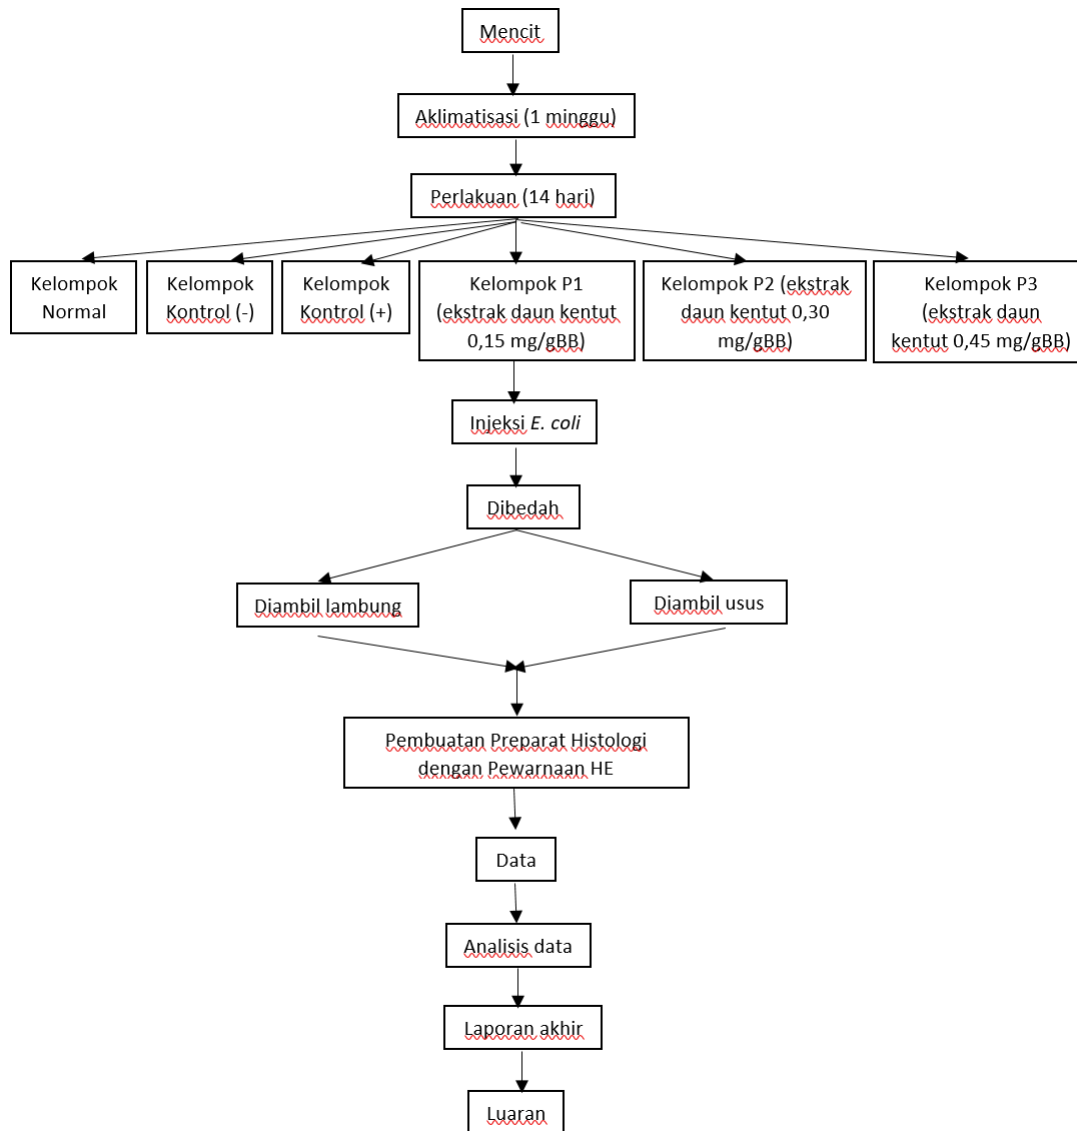 Mencit
Aklimatisasi (1 minggu)
Perlakuan (14 hari)
Kelompok
Normal
Kelompok
Kontrol (-)
Kelompok
Kontrol (+)
Kelompok P1
(ekstrak daun kentut
0,15 mg/gBB)
Kelompok P2 (ekstrak
daun kentut 0,30
mg/gBB)
Kelompok P3
(ekstrak daun
kentut 0,45 mg/gBB)
Injeksi E. coli
Dibedah
Diambil lambung
Diambil usus
Pembuatan Preparat Histologi
dengan Pewarnaan HE
Data
Analisis data
Laporan akhir
Luaran